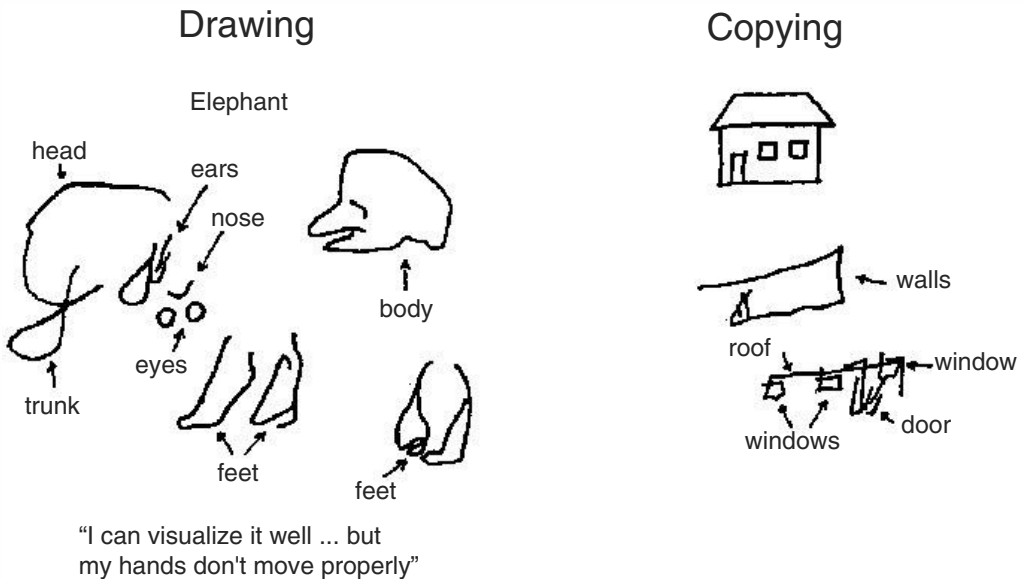 Drawing
Copying
Elephant
head
ears
nose
body
eyes
trunk
feet
feet
"I can visualize it well ... but
my hands don't move properly"
walls
roof
window
windows
door